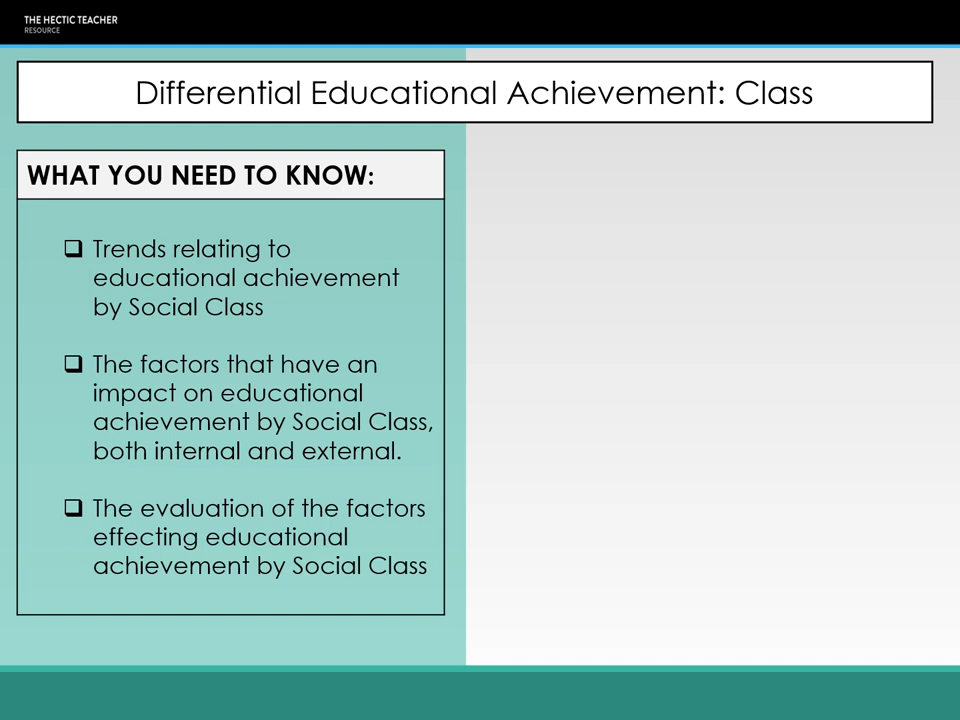 THE HECTIC TEACHER
RESOURCE
Differential Educational Achievement: Class
WHAT YOU NEED TO KNOW:
❑ Trends relating to
educational achievement
by Social Class
❑ The factors that have an
impact on educational
achievement by Social Class,
both internal and external.
❑ The evaluation of the factors
effecting educational
achievement by Social Class